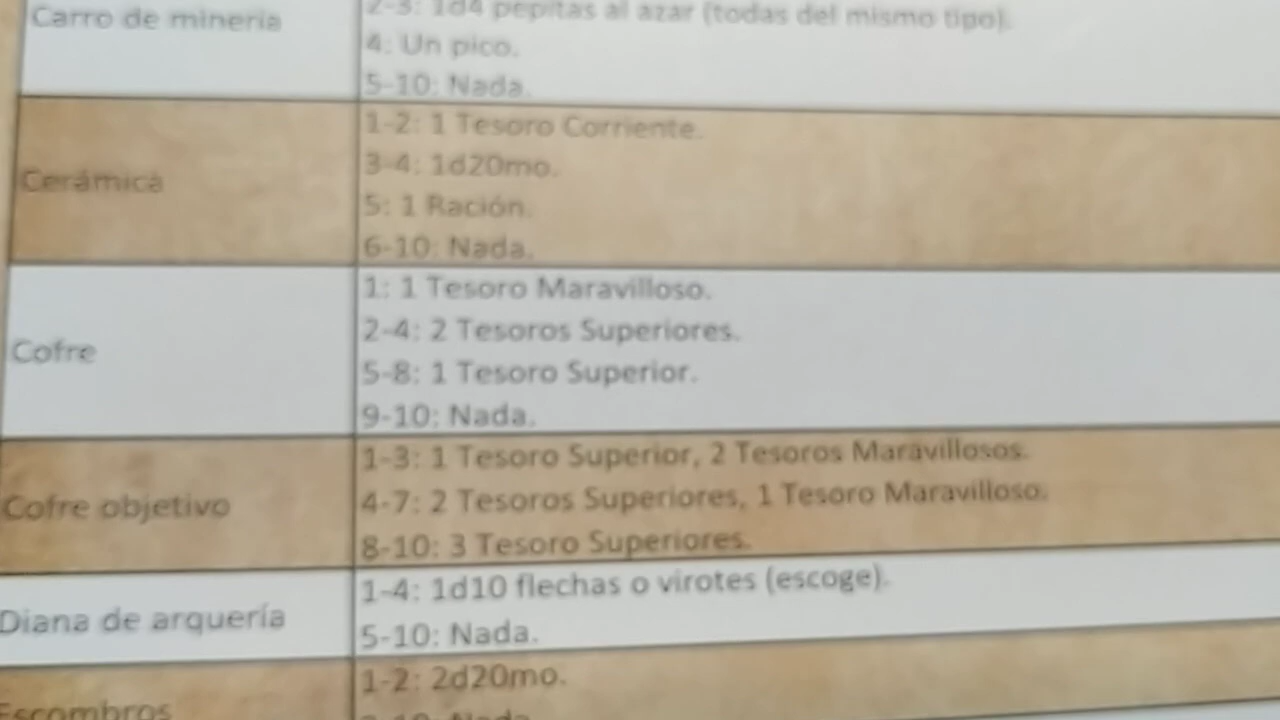 Carro de minería
2-3: 1d4 pepitas al azar (todas del mismo tipo).
4: Un pico.
5-10: Nada.
Cerámica
1-2: 1 Tesoro Corriente.
3-4: 1d20mo.
5: 1 Ración.
6-10: Nada.
Cofre
1: 1 Tesoro Maravilloso.
2-4: 2 Tesoros Superiores.
5-8: 1 Tesoro Superior.
9-10: Nada.
Cofre objetivo
1-3: 1 Tesoro Superior, 2 Tesoros Maravillosos.
4-7: 2 Tesoros Superiores, 1 Tesoro Maravilloso.
8-10: 3 Tesoro Superiores.
Diana de arquería
1-4: 1d10 flechas o virotes (escoge).
5-10: Nada.
Escombros
1-2: 2d20mo.
3-10: Nada.